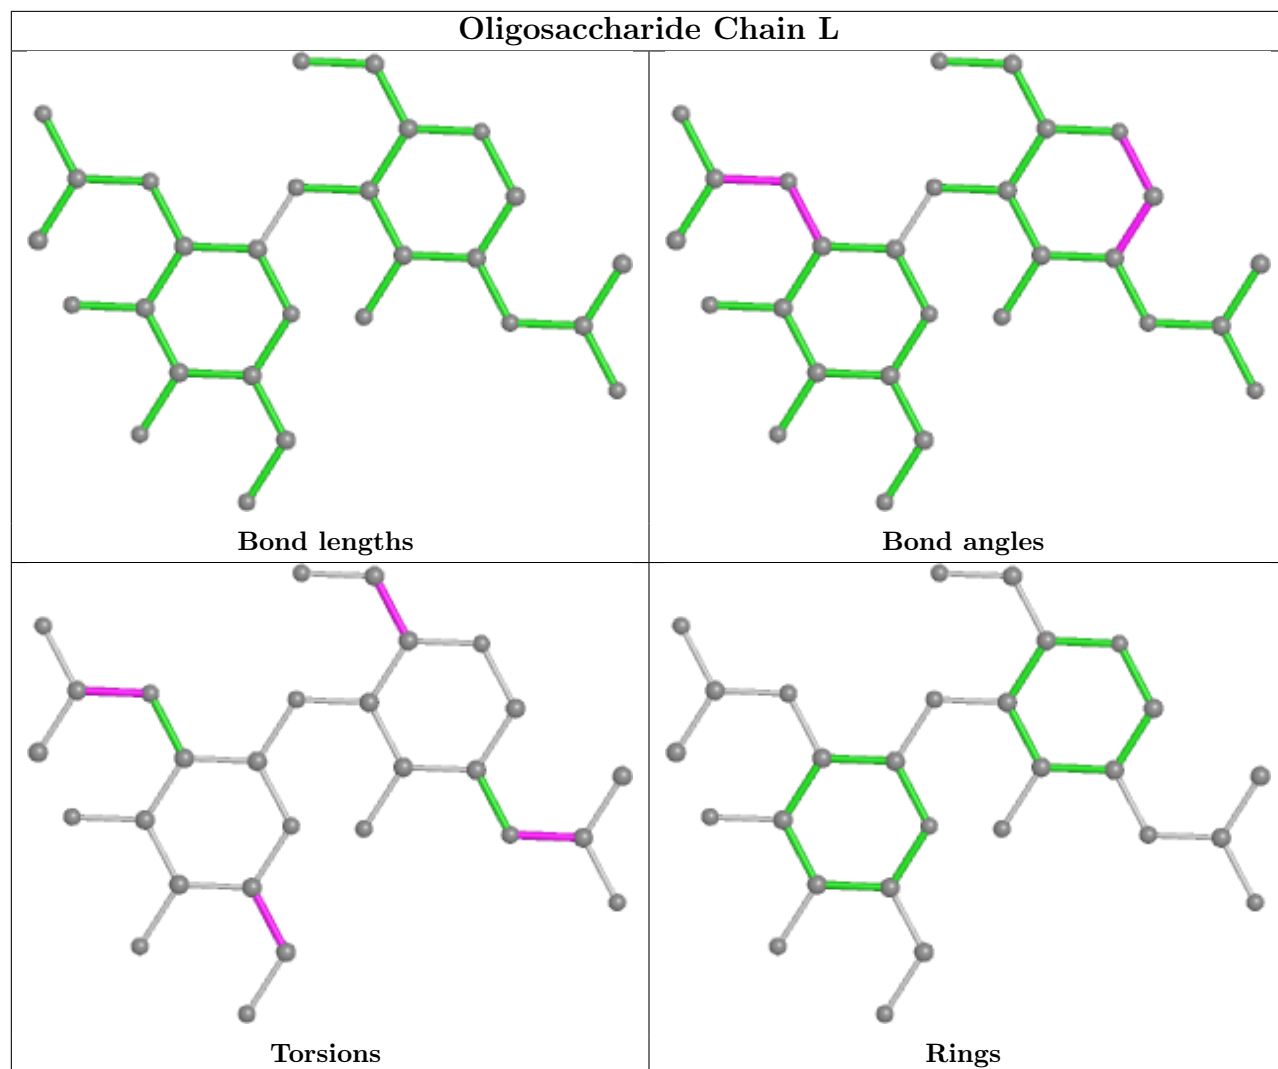 Oligosaccharide Chain L
Bond lengths
Bond angles
Torsions
Rings